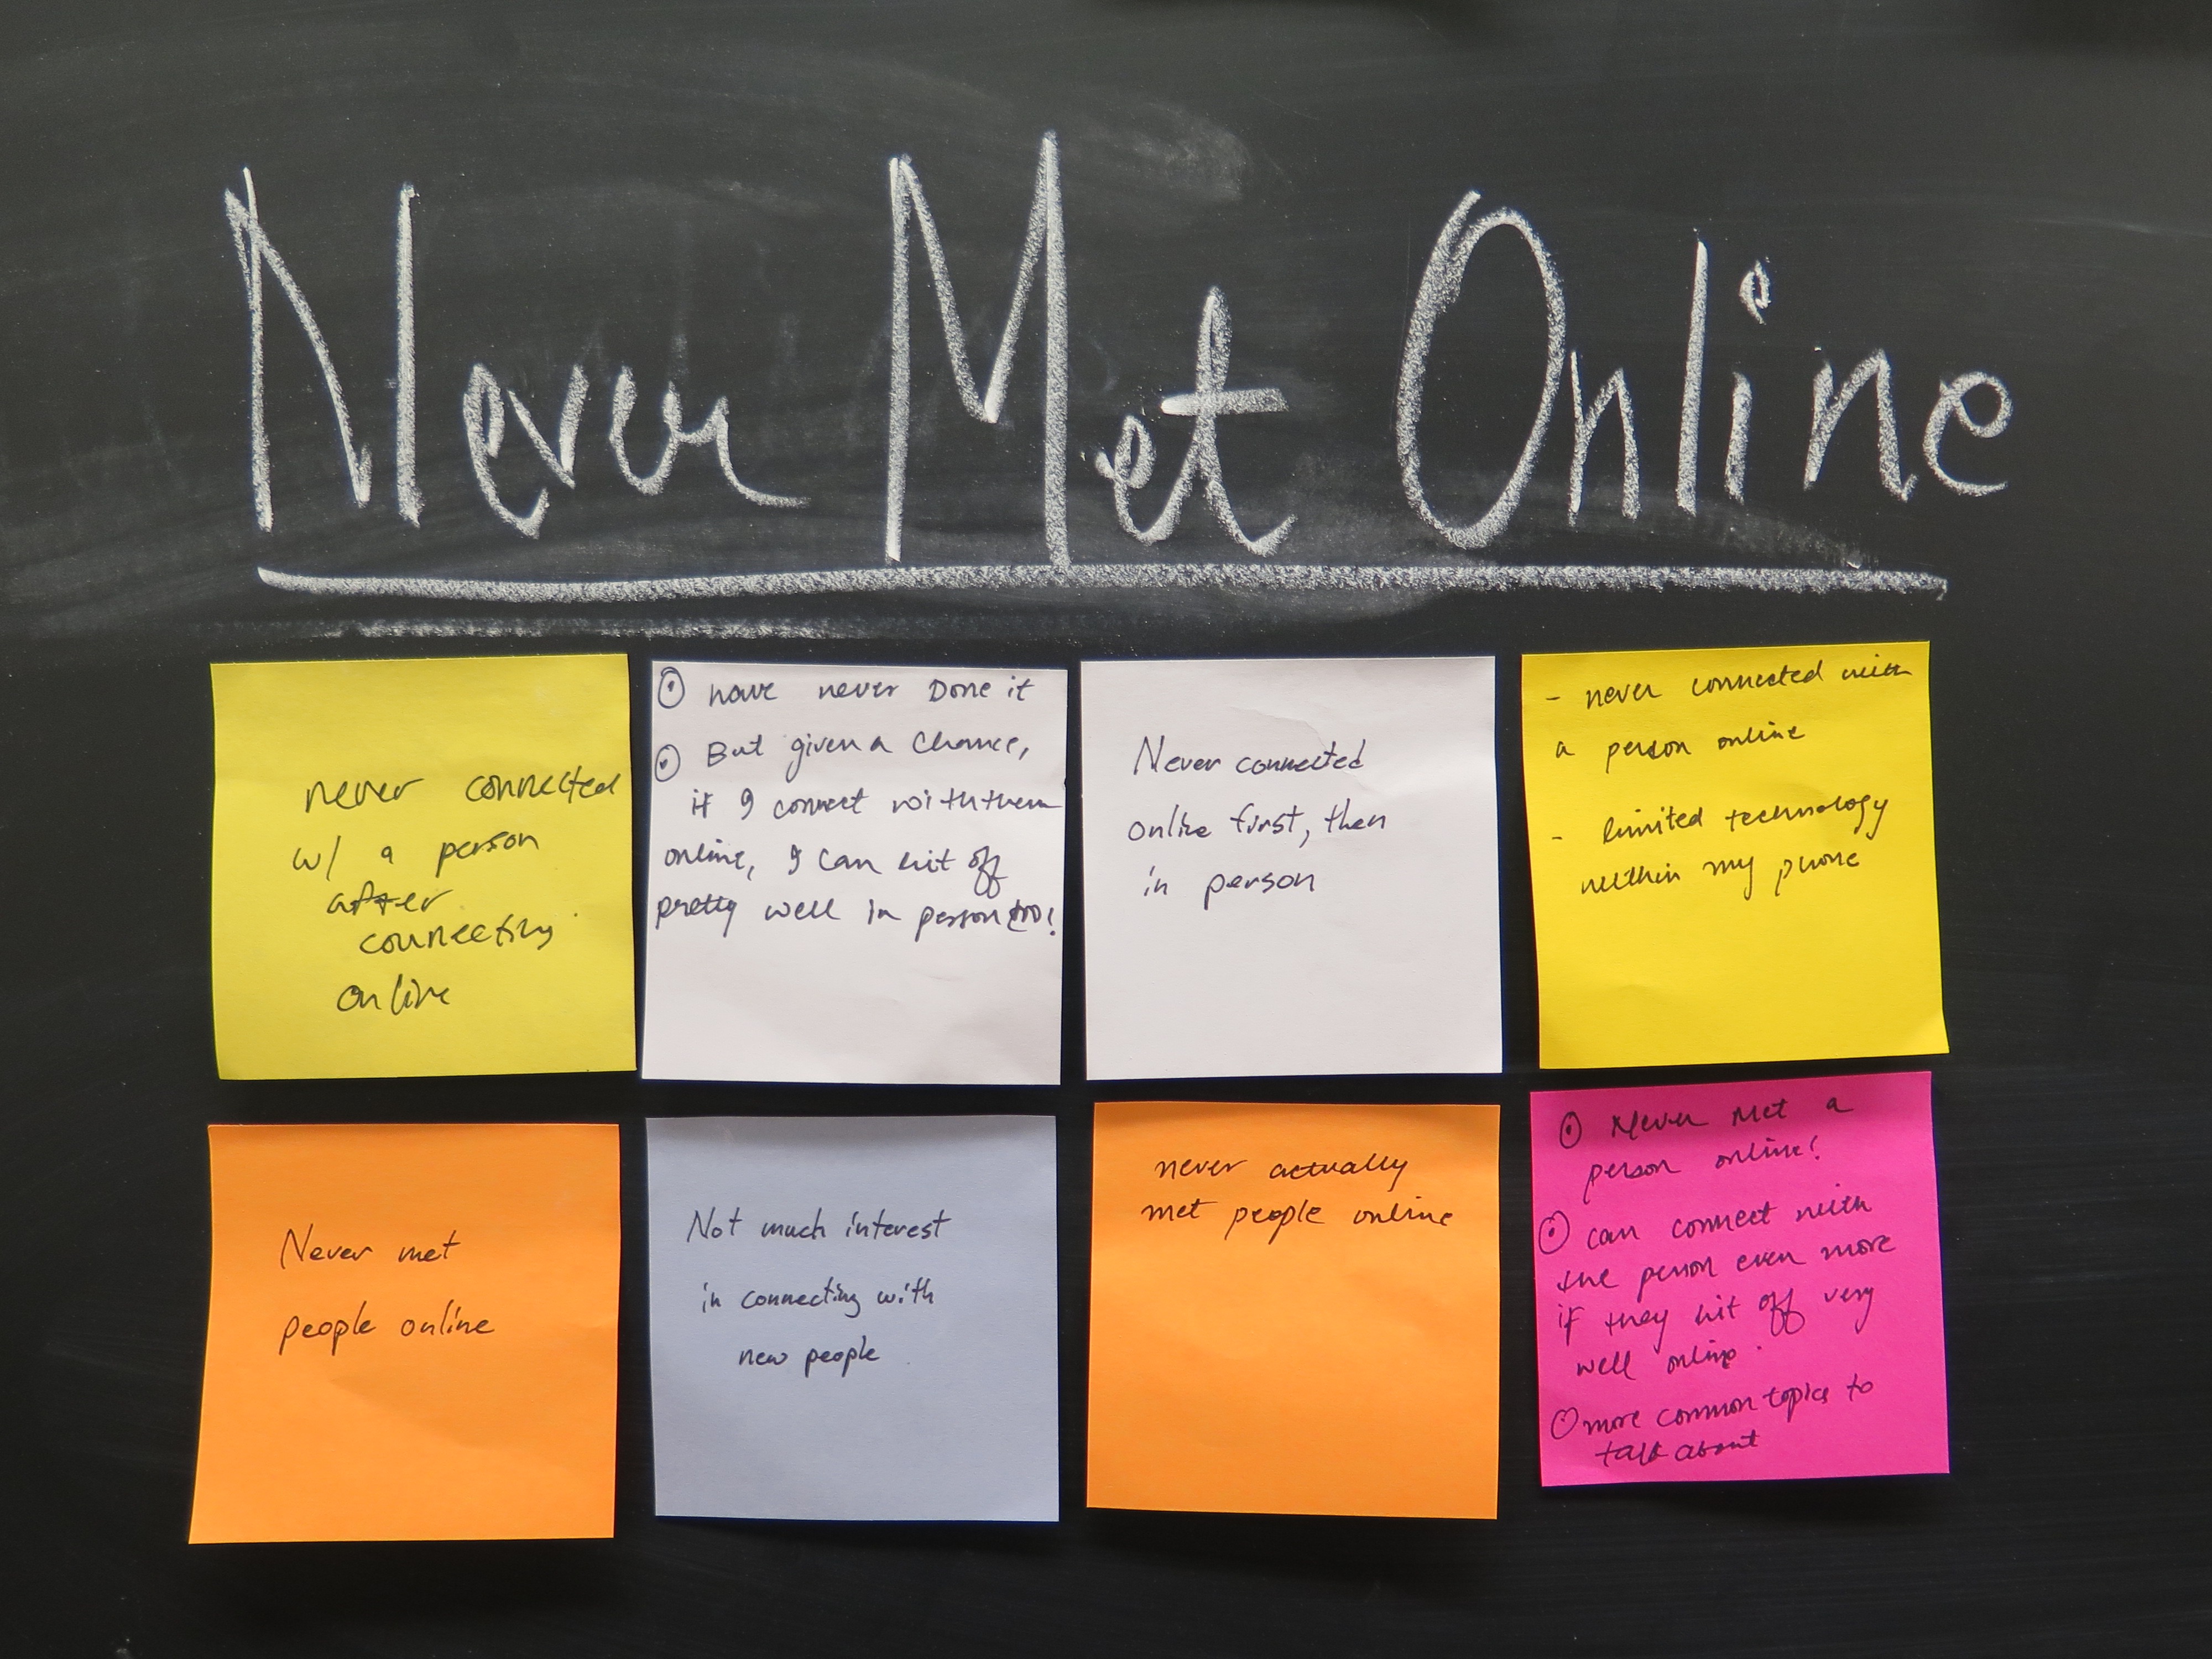 Never Met Online
never connected
w/ a person
after
connecting
online
have never Done it
But given a chance,
if I connect with them
online, I can hit off
pretty well in person too!
Never connected
online first, then
in person
- never connected with
a person online
- limited technology
within my phone
Never met
people online
Not much interest
in connecting with
new people
never actually
met people online
Never Met a
person online!
can connect with
the person even more
if they hit off very
well online.
more common topics to
talk about